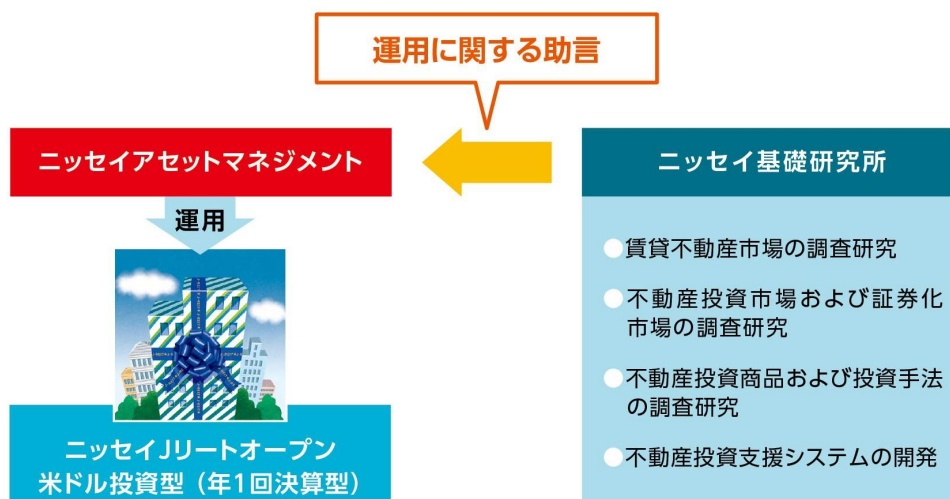 運用に関する助言
ニッセイアセットマネジメント
ニッセイ基礎研究所
運用
ニッセイJリートオープン
米ドル投資型（年1回決算型）
●賃貸不動産市場の調査研究
●不動産投資市場および証券化
市場の調査研究
●不動産投資商品および投資手法
の調査研究
●不動産投資支援システムの開発